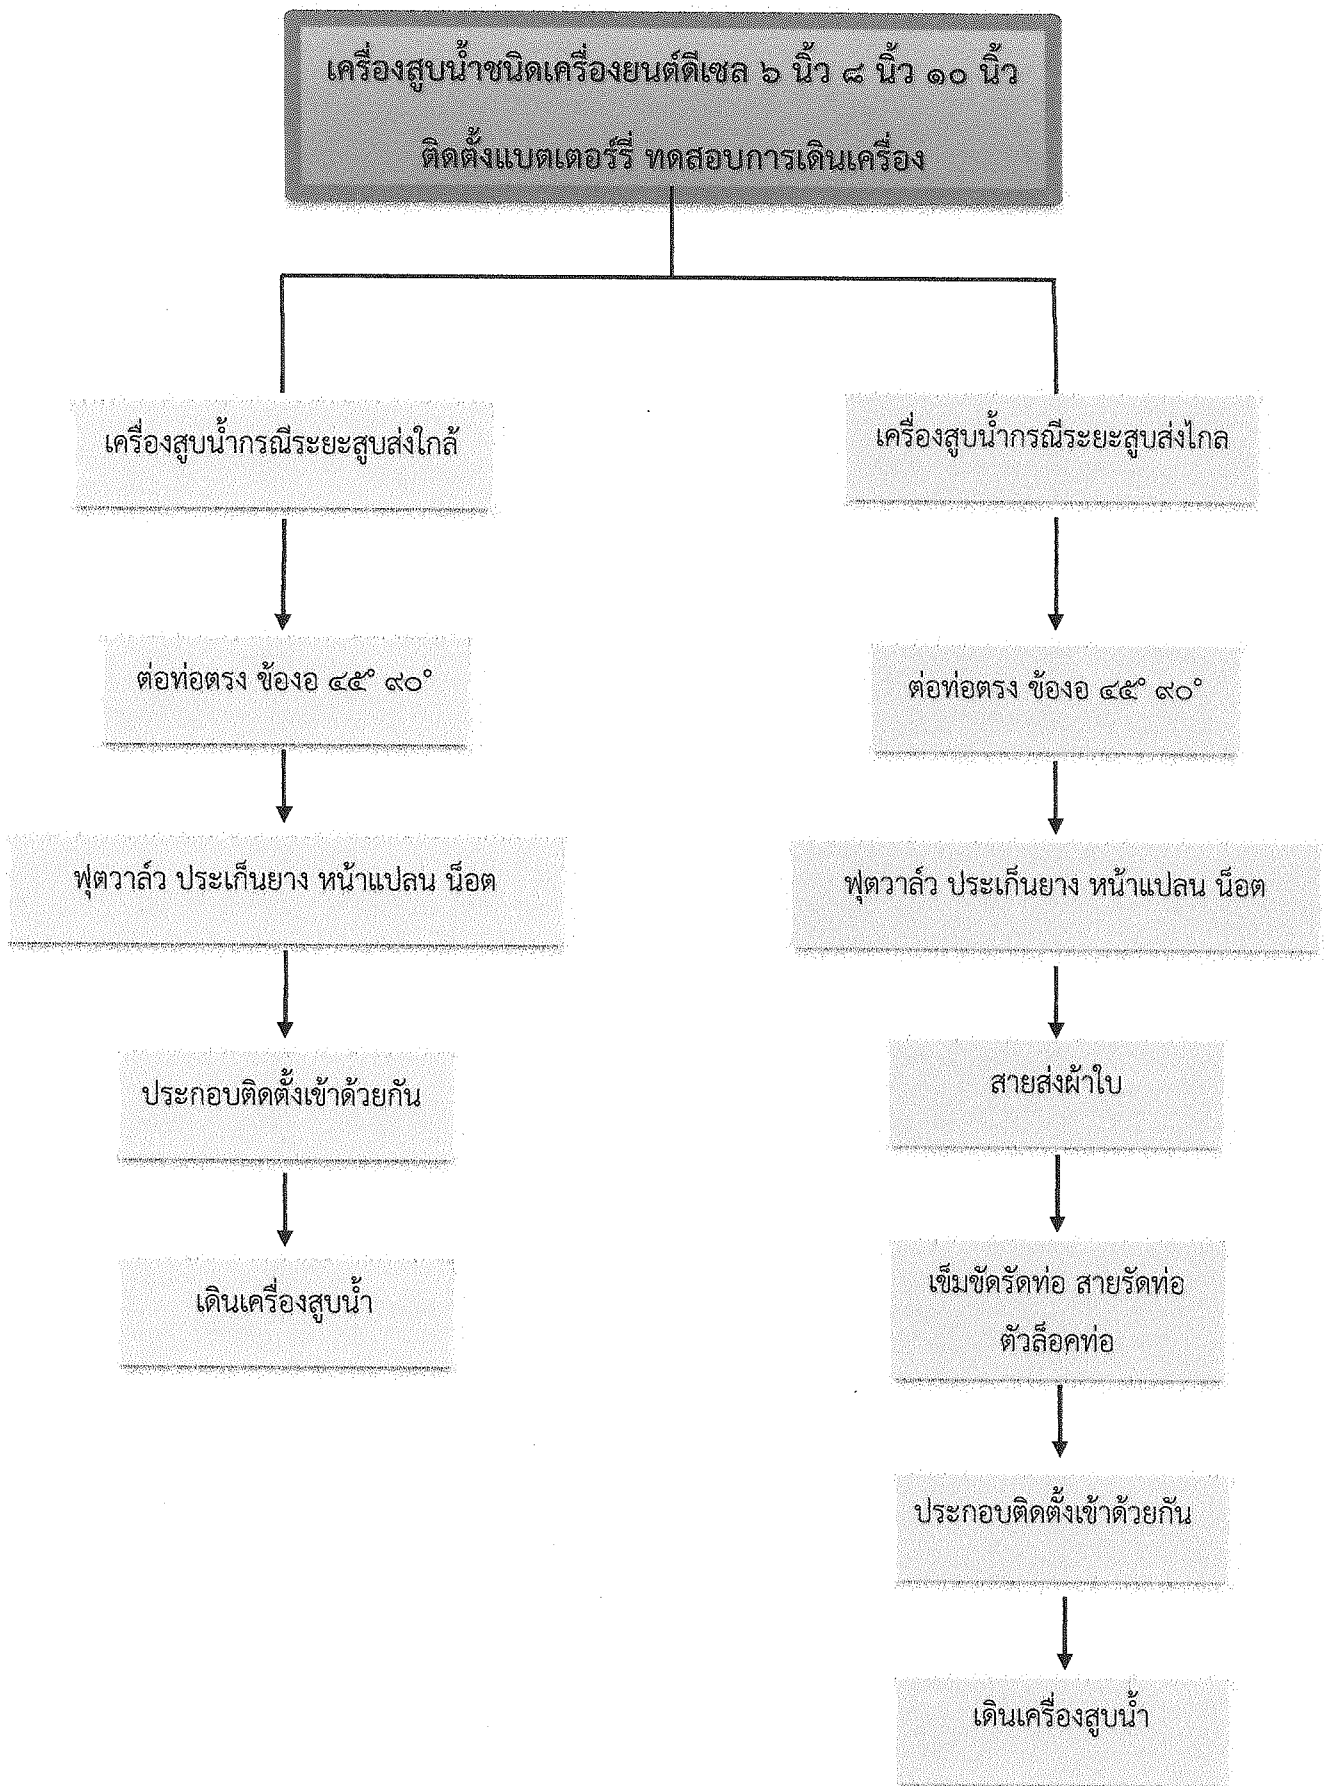 เครื่องสูบน้ำชนิดเครื่องยนต์ดีเซล ๖ นิ้ว ๘ นิ้ว ๑๐ นิ้ว
ติดตั้งแบตเตอร์รี่ ทดสอบการเดินเครื่อง
เครื่องสูบน้ำกรณีระยะสูบส่งใกล้
ต่อท่อตรง ข้องอ ๔๕° ๙๐°
ฟุตวาล์ว ประเก็นยาง หน้าแปลน น็อต
ประกอบติดตั้งเข้าด้วยกัน
เดินเครื่องสูบน้ำ
เครื่องสูบน้ำกรณีระยะสูบส่งไกล
ต่อท่อตรง ข้องอ ๔๕° ๙๐°
ฟุตวาล์ว ประเก็นยาง หน้าแปลน น็อต
สายส่งผ้าใบ
เข็มขัดรัดท่อ สายรัดท่อ
ตัวล็อคท่อ
ประกอบติดตั้งเข้าด้วยกัน
เดินเครื่องสูบน้ำ